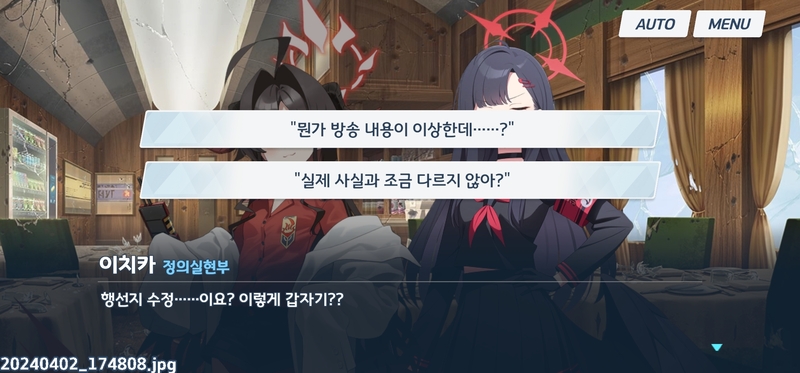 AUTO
MENU
"뭔가 방송 내용이 이상한데……?"
"실제 사실과 조금 다르지 않아?"
이치카 정의실현부
행선지 수정……이요? 이렇게 갑자기??
20240402_174808.jpg